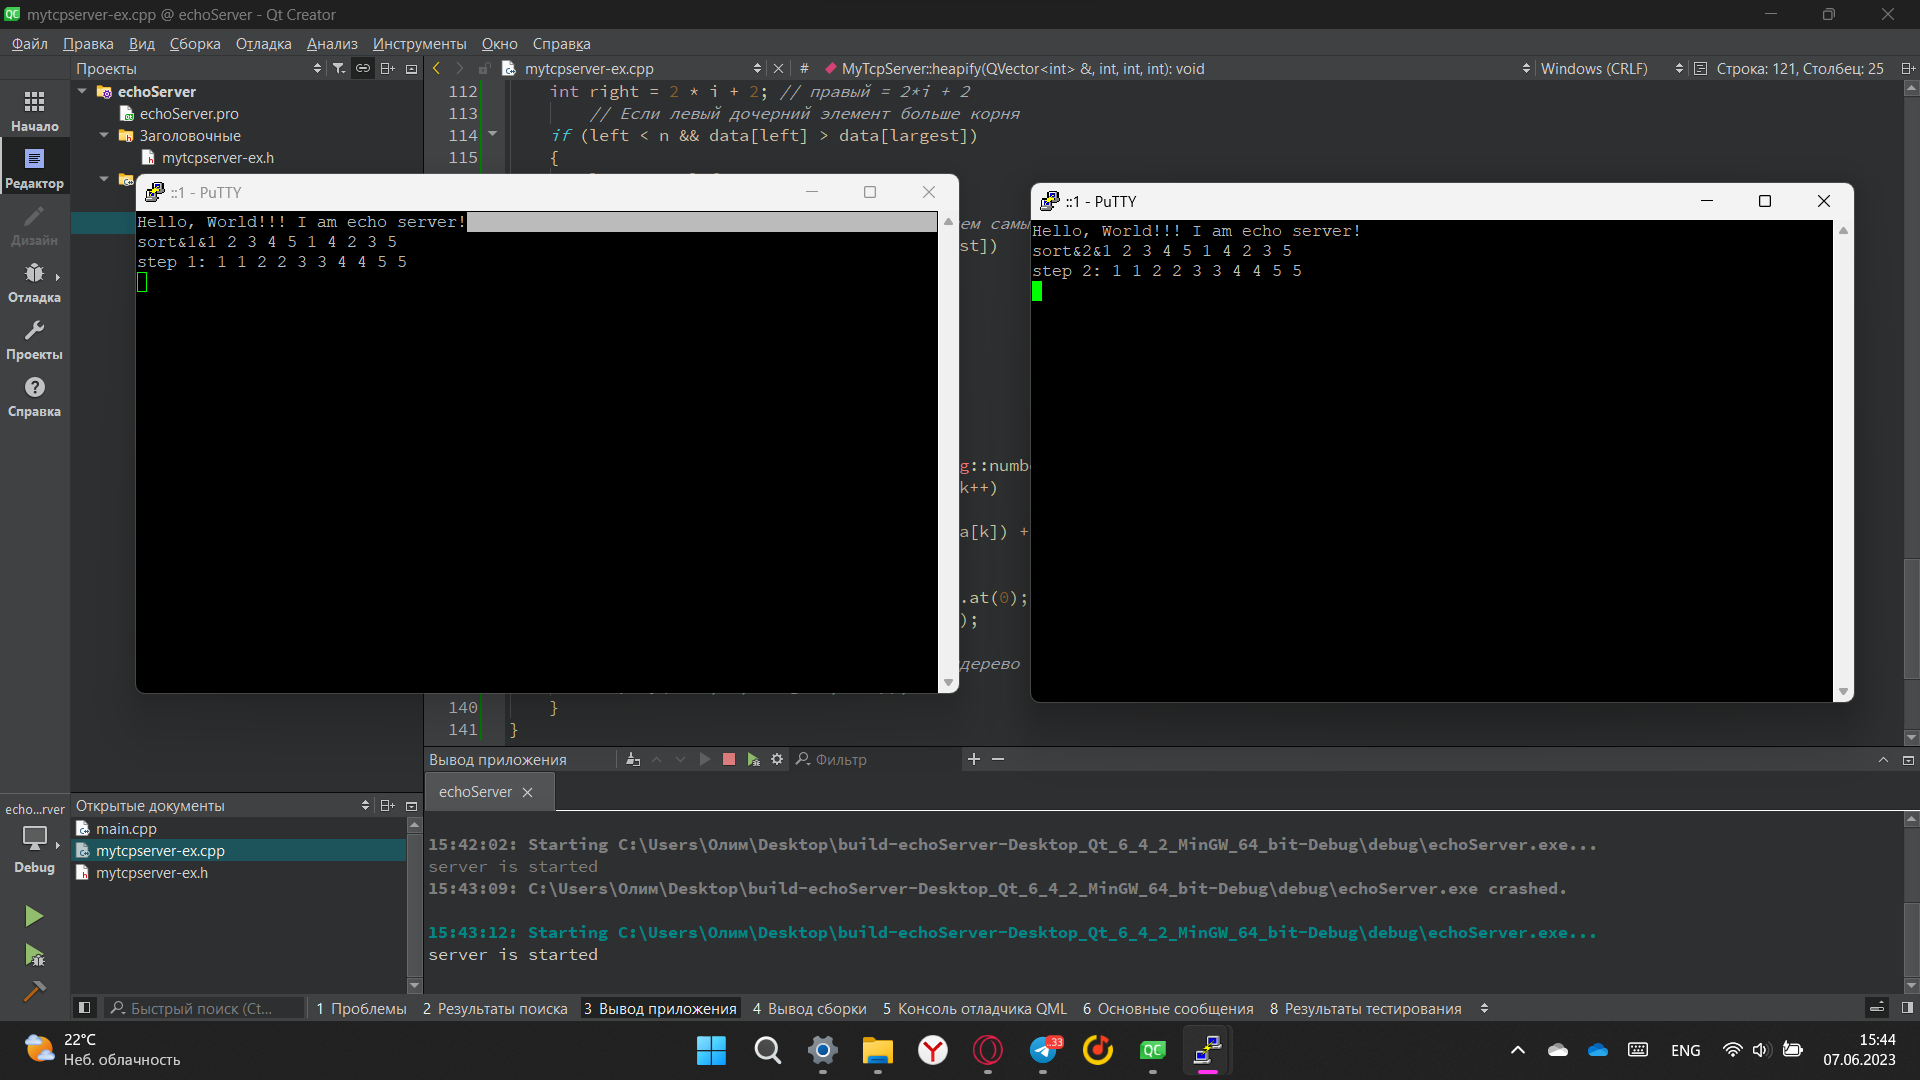 mytcpserver-ex.cpp @ echoServer - Qt Creator
Файл Правка Вид Сборка Отладка Анализ Инструменты Окно Справка
Проекты
mytcpserver-ex.cpp
# MyTcpServer::heapify(QVector<int> &, int, int, int): void
Windows (CRLF)
Строка: 121, Столбец: 25
Начало
Редактор
Дизайн
Отладка
Проекты
Справка
echoServer
echoServer.pro
Заголовочные
mytcpserver-ex.h
112 int right = 2 * i + 2; // правый = 2*i + 2
113 // Если левый дочерний элемент больше корня
114 if (left < n && data[left] > data[largest])
115 {
::1 - PuTTY
Hello, World!!! I am echo server!
sort&1&1 2 3 4 5 1 4 2 3 5
step 1: 1 1 2 2 3 3 4 4 5 5
ем самы
st])
g::numb
k++)
a[k]) +
.at(0);
);
дерево
::1 - PuTTY
Hello, World!!! I am echo server!
sort&2&1 2 3 4 5 1 4 2 3 5
step 2: 1 1 2 2 3 3 4 4 5 5
140 }
141 }
Вывод приложения
Фильтр
echoServer
15:42:02: Starting C:\Users\Олим\Desktop\build-echoServer-Desktop_Qt_6_4_2_MinGW_64_bit-Debug\debug\echoServer.exe...
server is started
15:43:09: C:\Users\Олим\Desktop\build-echoServer-Desktop_Qt_6_4_2_MinGW_64_bit-Debug\debug\echoServer.exe crashed.
15:43:12: Starting C:\Users\Олим\Desktop\build-echoServer-Desktop_Qt_6_4_2_MinGW_64_bit-Debug\debug\echoServer.exe...
server is started
echo...rver
Debug
Открытые документы
main.cpp
mytcpserver-ex.cpp
mytcpserver-ex.h
Быстрый поиск (Ct...
1 Проблемы 2 Результаты поиска 3 Вывод приложения 4 Вывод сборки 5 Консоль отладчика QML 6 Основные сообщения 8 Результаты тестирования
22°C
Неб. облачность
QC
33
ENG
15:44
07.06.2023